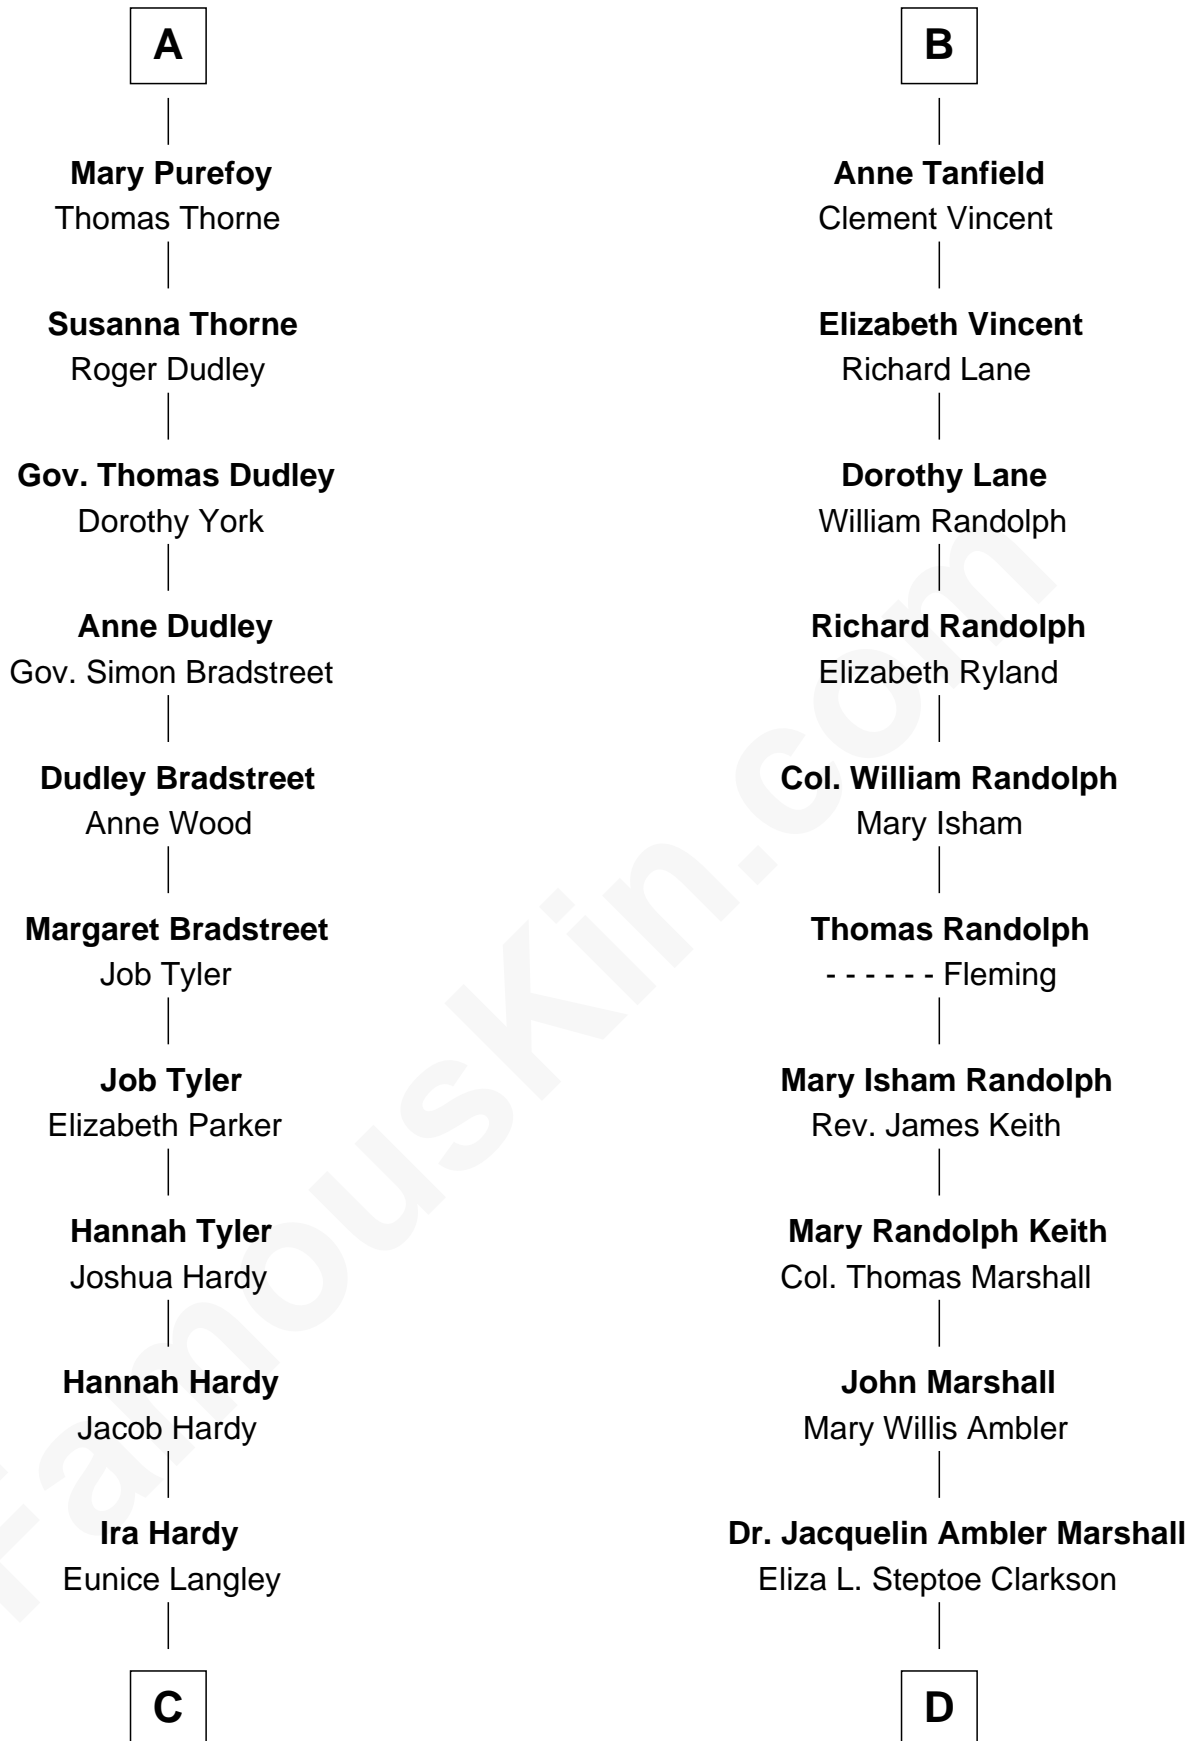 A
Mary Purefoy
Thomas Thorne
Susanna Thorne
Roger Dudley
Gov. Thomas Dudley
Dorothy York
Anne Dudley
Gov. Simon Bradstreet
Dudley Bradstreet
Anne Wood
Margaret Bradstreet
Job Tyler
Job Tyler
Elizabeth Parker
Hannah Tyler
Joshua Hardy
Hannah Hardy
Jacob Hardy
Ira Hardy
Eunice Langley
C
B
Anne Tanfield
Clement Vincent
Elizabeth Vincent
Richard Lane
Dorothy Lane
William Randolph
Richard Randolph
Elizabeth Ryland
Col. William Randolph
Mary Isham
Thomas Randolph
- - - - - - Fleming
Mary Isham Randolph
Rev. James Keith
Mary Randolph Keith
Col. Thomas Marshall
John Marshall
Mary Willis Ambler
Dr. Jacquelin Ambler Marshall
Eliza L. Steptoe Clarkson
D
FamousKin.com